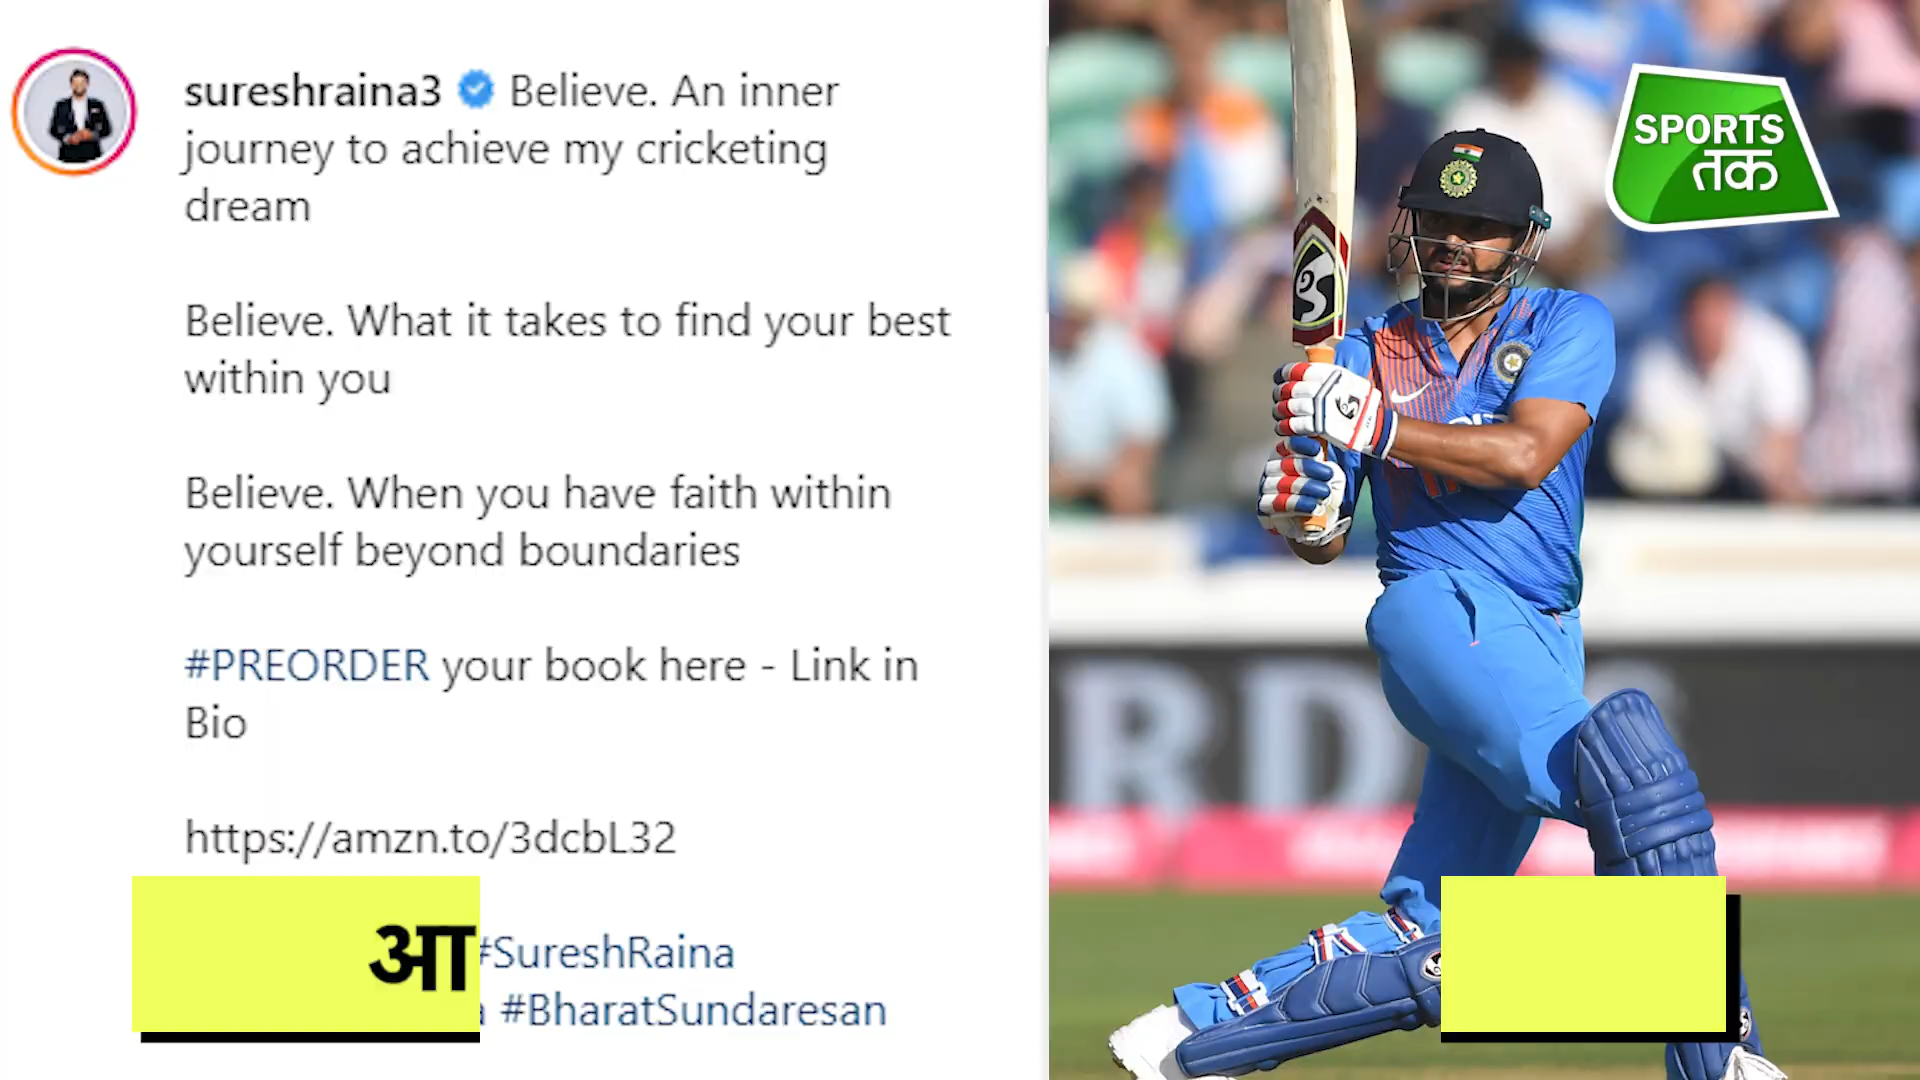 sureshraina3 Believe. An inner
journey to achieve my cricketing
dream
Believe. What it takes to find your best
within you
Believe. When you have faith within
yourself beyond boundaries
#PREORDER your book here - Link in
Bio
https://amzn.to/3dcbL32
#SureshRaina
#BharatSundaresan
आ
SPORTS
तक
RD